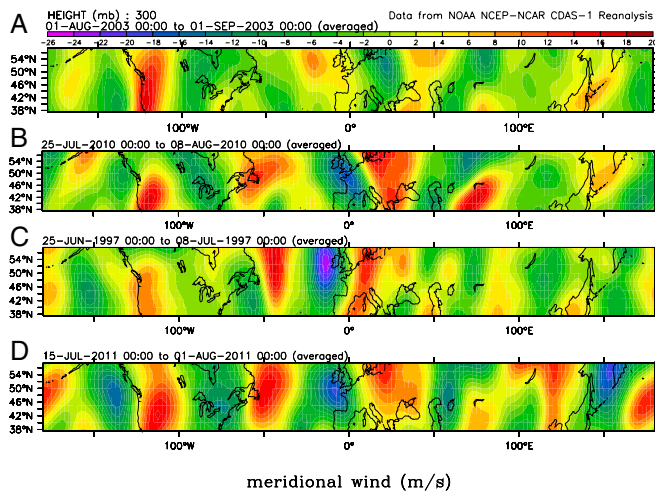 A
HEIGHT (mb) : 300
Data from NOAA NCEP-NCAR CDAS-1 Reanalysis
01-AUG-2003 00:00 to 01-SEP-2003 00:00 (averaged)
-26 -24 -22 -20 -18 -16 -14 -12 -10 -8 -6 -4 -2 0 2 4 6 8 10 12 14 16 18 20
54°N
48°N
42°N
38°N
100°W 0° 100°E
B
25-JUL-2010 00:00 to 08-AUG-2010 00:00 (averaged)
54°N
50°N
46°N
42°N
38°N
100°W 0° 100°E
C
25-JUN-1997 00:00 to 08-JUL-1997 00:00 (averaged)
54°N
50°N
46°N
42°N
38°N
100°W 0° 100°E
D
15-JUL-2011 00:00 to 01-AUG-2011 00:00 (averaged)
54°N
50°N
46°N
42°N
38°N
100°W 0° 100°E
meridional wind (m/s)